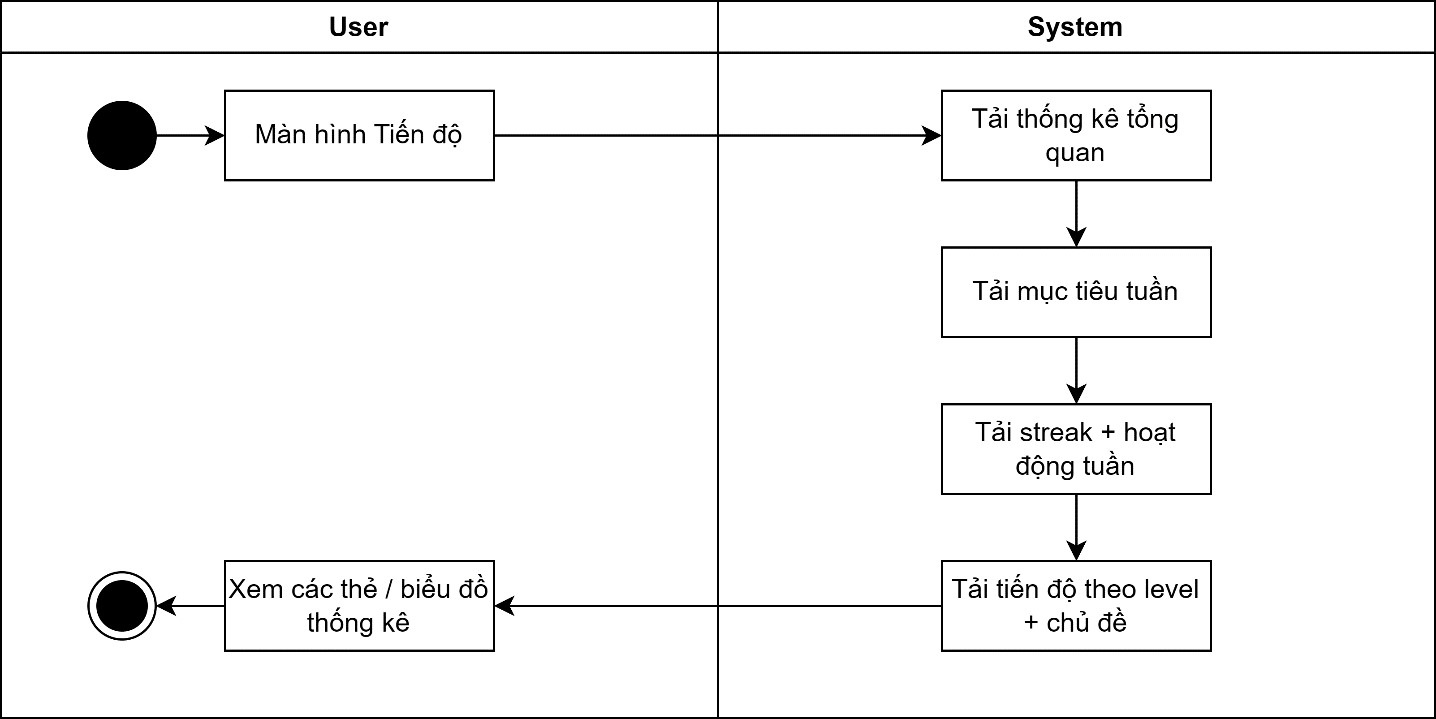 User
System
Màn hình Tiến độ
Tải thống kê tổng
quan
Tải mục tiêu tuần
Tải streak + hoạt
động tuần
Tải tiến độ theo level
+ chủ đề
Xem các thẻ / biểu đồ
thống kê